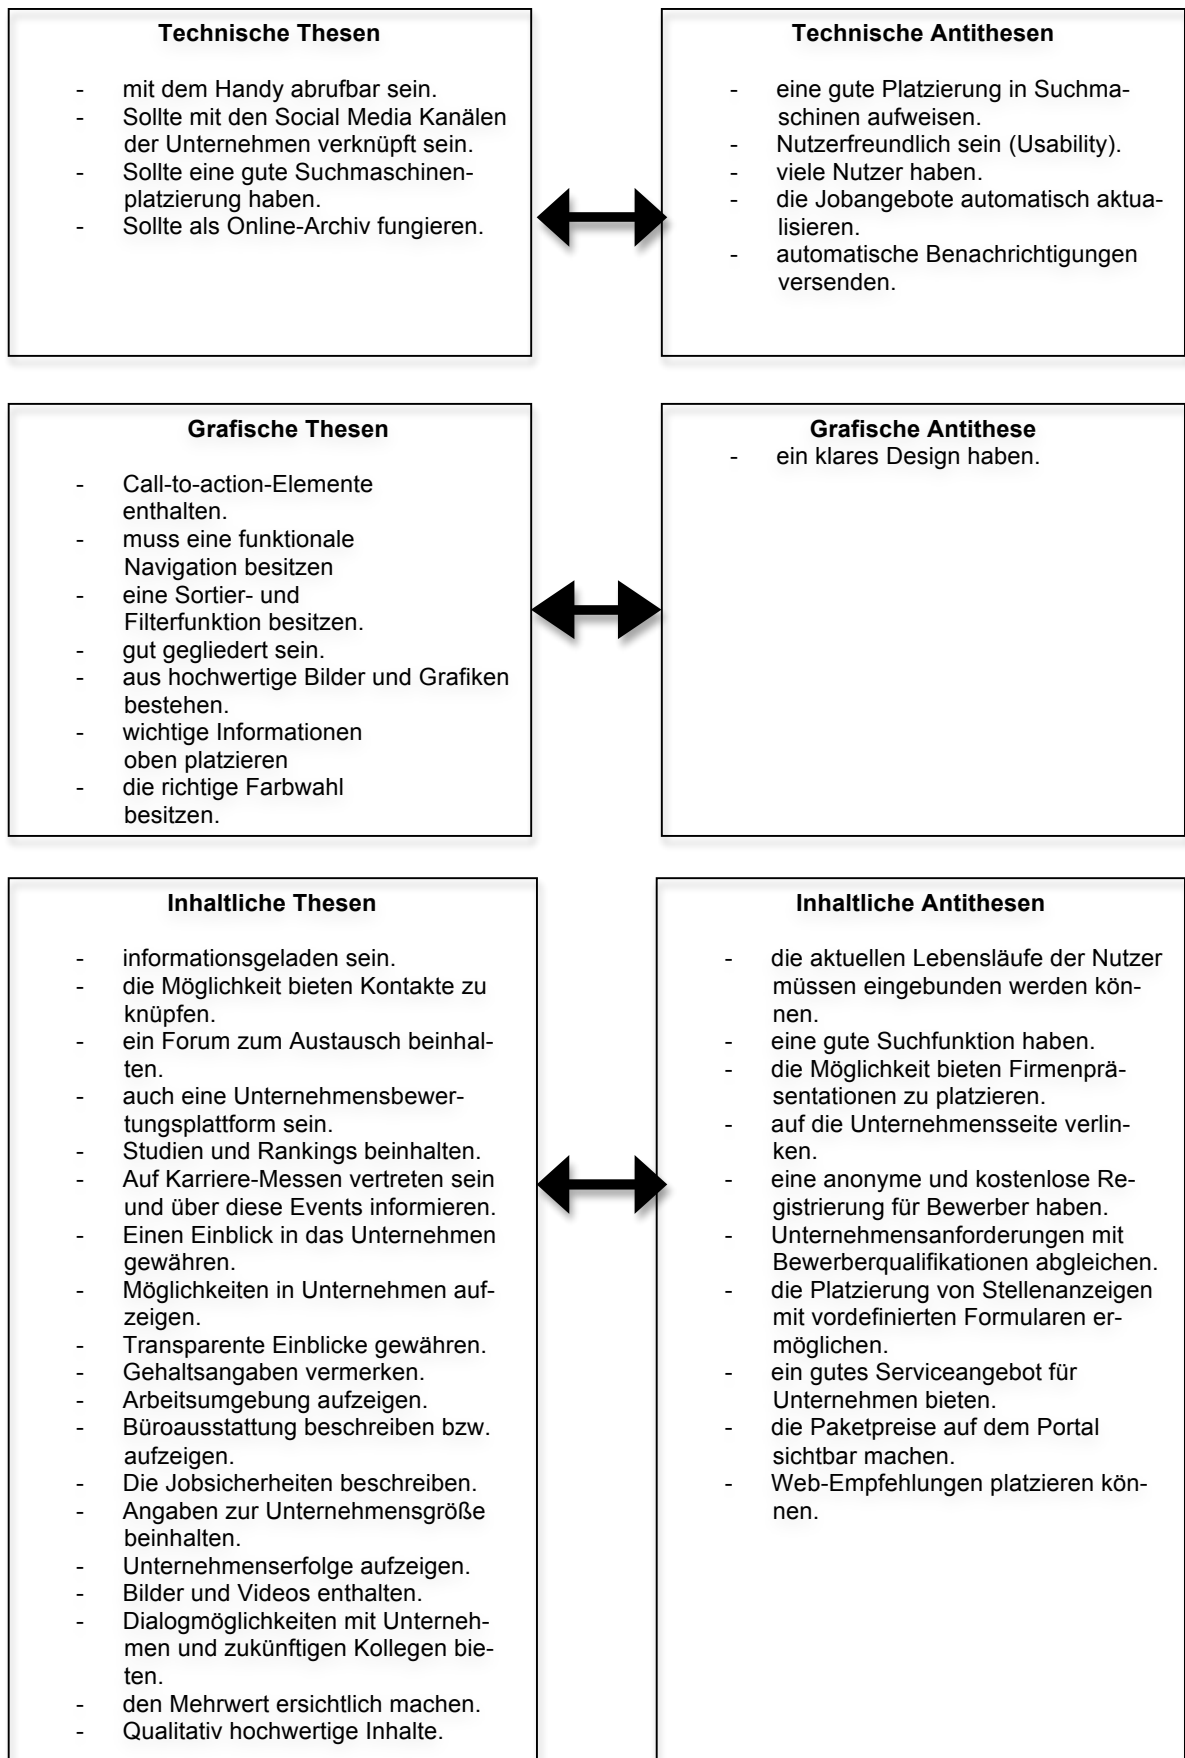 Technische Thesen
- mit dem Handy abrufbar sein.
- Sollte mit den Social Media Kanälen
der Unternehmen verknüpft sein.
- Sollte eine gute Suchmaschinen-
platzierung haben.
- Sollte als Online-Archiv fungieren.
Technische Antithesen
- eine gute Platzierung in Suchma-
schinen aufweisen.
- Nutzerfreundlich sein (Usability).
- viele Nutzer haben.
- die Jobangebote automatisch aktua-
lisieren.
- automatische Benachrichtigungen
versenden.
Grafische Thesen
- Call-to-action-Elemente
enthalten.
- muss eine funktionale
Navigation besitzen
- eine Sortier- und
Filterfunktion besitzen.
- gut gegliedert sein.
- aus hochwertige Bilder und Grafiken
bestehen.
- wichtige Informationen
oben platzieren
- die richtige Farbwahl
besitzen.
Grafische Antithese
- ein klares Design haben.
Inhaltliche Thesen
- informationsgeladen sein.
- die Möglichkeit bieten Kontakte zu
knüpfen.
- ein Forum zum Austausch beinhal-
ten.
- auch eine Unternehmensbewer-
tungsplattform sein.
- Studien und Rankings beinhalten.
- Auf Karriere-Messen vertreten sein
und über diese Events informieren.
- Einen Einblick in das Unternehmen
gewähren.
- Möglichkeiten in Unternehmen auf-
zeigen.
- Transparente Einblicke gewähren.
- Gehaltsangaben vermerken.
- Arbeitsumgebung aufzeigen.
- Büroausstattung beschreiben bzw.
aufzeigen.
- Die Jobsicherheiten beschreiben.
- Angaben zur Unternehmensgröße
beinhalten.
- Unternehmenserfolge aufzeigen.
- Bilder und Videos enthalten.
- Dialogmöglichkeiten mit Unterneh-
men und zukünftigen Kollegen bie-
ten.
- den Mehrwert ersichtlich machen.
- Qualitativ hochwertige Inhalte.
Inhaltliche Antithesen
- die aktuellen Lebensläufe der Nutzer
müssen eingebunden werden kön-
nen.
- eine gute Suchfunktion haben.
- die Möglichkeit bieten Firmenprä-
sentationen zu platzieren.
- auf die Unternehmensseite verlin-
ken.
- eine anonyme und kostenlose Re-
gistrierung für Bewerber haben.
- Unternehmensanforderungen mit
Bewerberqualifikationen abgleichen.
- die Platzierung von Stellenanzeigen
mit vordefinierten Formularen er-
möglichen.
- ein gutes Serviceangebot für
Unternehmen bieten.
- die Paketpreise auf dem Portal
sichtbar machen.
- Web-Empfehlungen platzieren kön-
nen.